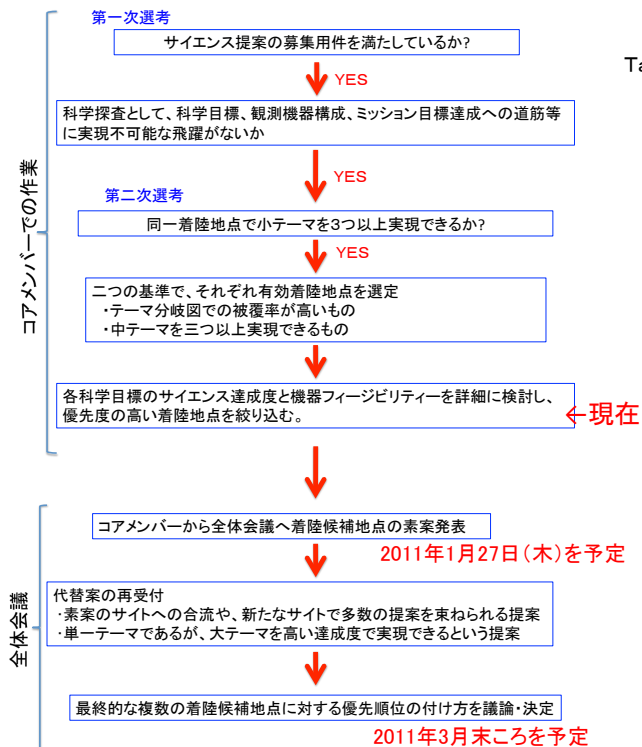 第一次選考
サイエンス提案の募集用件を満たしているか?
Ta
YES
科学探査として、科学目標、観測機器構成、ミッション目標達成への道筋等
に実現不可能な飛躍がないか
YES
第二次選考
同一着陸地点で小テーマを3つ以上実現できるか?
YES
二つの基準で、それぞれ有効着陸地点を選定
・テーマ分岐図での被覆率が高いもの
・中テーマを三つ以上実現できるもの
コアメンバーでの作業
各科学目標のサイエンス達成度と機器フィージビリティーを詳細に検討し、
優先度の高い着陸地点を絞り込む。
←現在
コアメンバーから全体会議へ着陸候補地点の素案発表
2011年1月27日(木)を予定
代替案の再受付
・素案のサイトへの合流や、新たなサイトで多数の提案を束ねられる提案
・単一テーマであるが、大テーマを高い達成度で実現できるという提案
全体会議
最終的な複数の着陸候補地点に対する優先順位の付け方を議論・決定
2011年3月末ころを予定